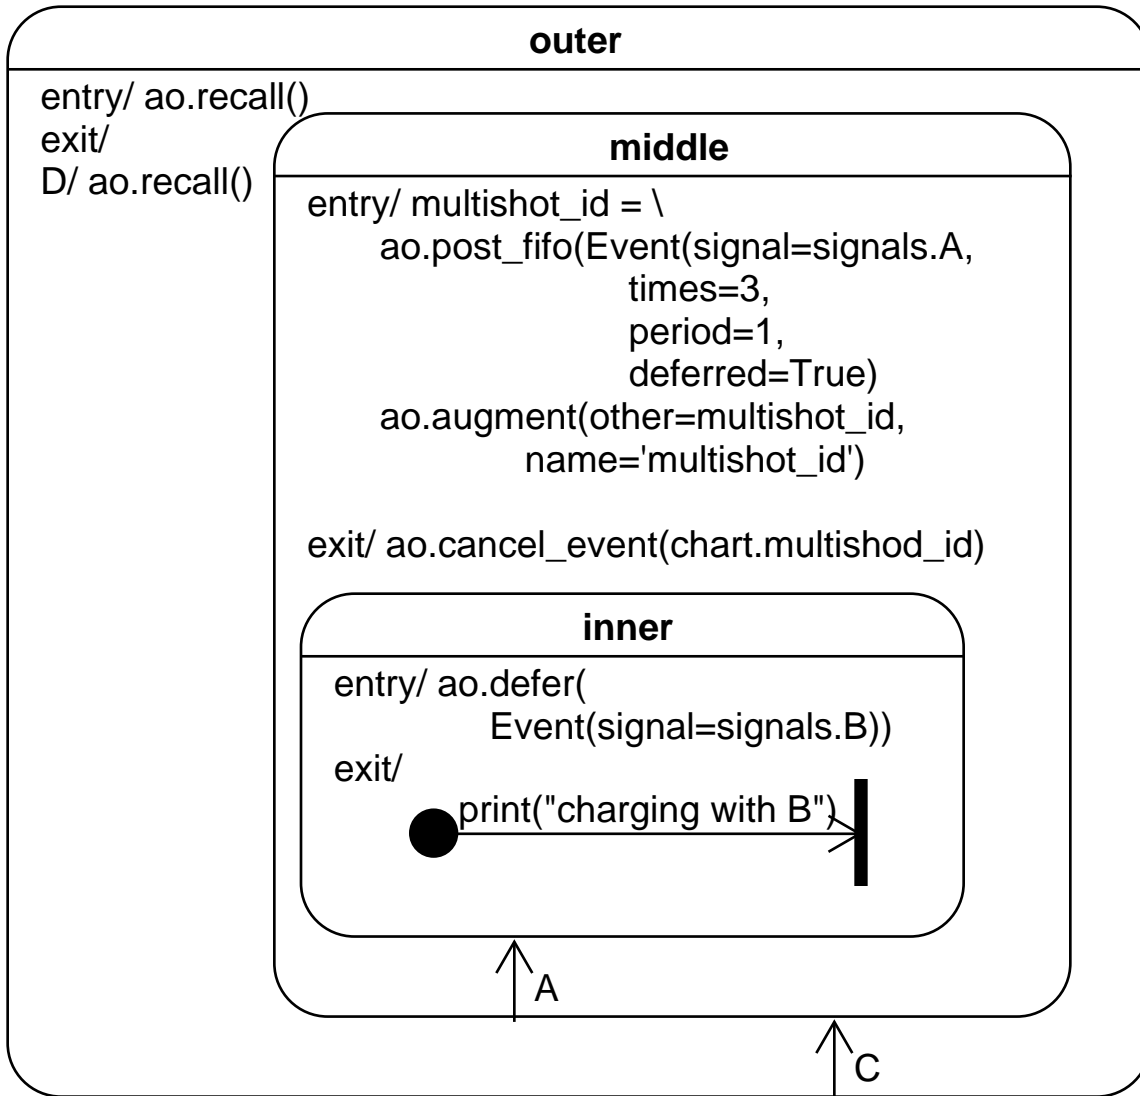 outer
entry/ ao.recall()
exit/
D/ ao.recall()
middle
entry/ multishot_id = \
ao.post_fifo(Event(signal=signals.A,
times=3,
period=1,
deferred=True)
ao.augment(other=multishot_id,
name='multishot_id')
exit/ ao.cancel_event(chart.multishod_id)
inner
entry/ ao.defer(
Event(signal=signals.B))
exit/
print("charging with B")
A
C